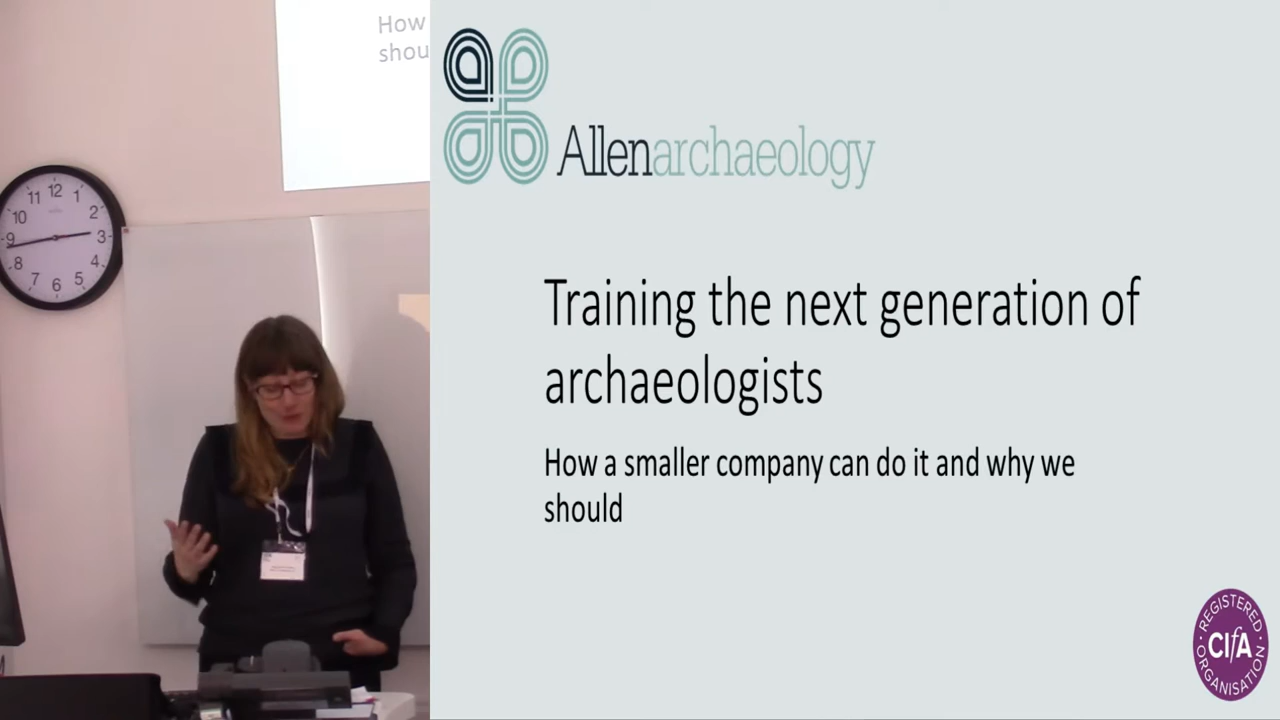 How
shou
12
11
1
10
2
9
3
8
4
7
5
6
Allenarchaeology
Training the next generation of
archaeologists
How a smaller company can do it and why we
should
REGISTERED
CIfA
ORGANISATION